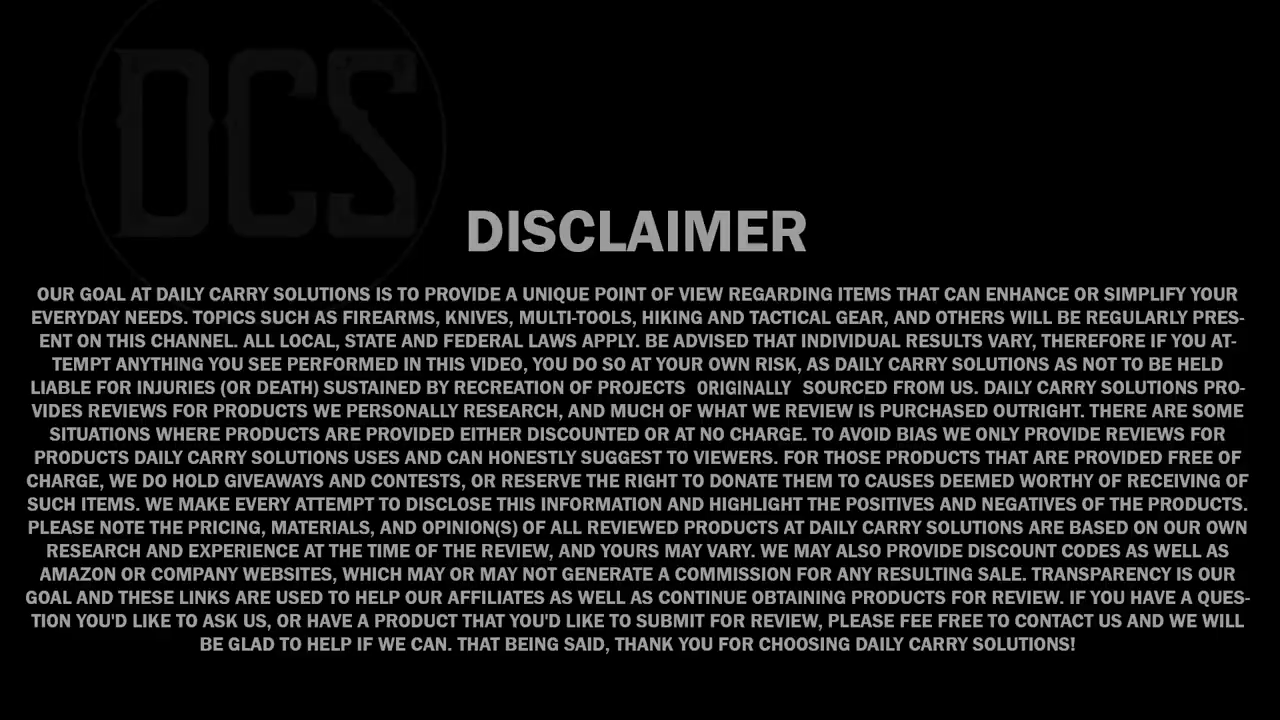 DCS
DISCLAIMER
OUR GOAL AT DAILY CARRY SOLUTIONS IS TO PROVIDE A UNIQUE POINT OF VIEW REGARDING ITEMS THAT CAN ENHANCE OR SIMPLIFY YOUR
EVERYDAY NEEDS. TOPICS SUCH AS FIREARMS, KNIVES, MULTI-TOOLS, HIKING AND TACTICAL GEAR, AND OTHERS WILL BE REGULARLY PRES-
ENT ON THIS CHANNEL. ALL LOCAL, STATE AND FEDERAL LAWS APPLY. BE ADVISED THAT INDIVIDUAL RESULTS VARY, THEREFORE IF YOU AT-
TEMPT ANYTHING YOU SEE PERFORMED IN THIS VIDEO, YOU DO SO AT YOUR OWN RISK, AS DAILY CARRY SOLUTIONS AS NOT TO BE HELD
LIABLE FOR INJURIES (OR DEATH) SUSTAINED BY RECREATION OF PROJECTS ORIGINALLY SOURCED FROM US. DAILY CARRY SOLUTIONS PRO-
VIDES REVIEWS FOR PRODUCTS WE PERSONALLY RESEARCH, AND MUCH OF WHAT WE REVIEW IS PURCHASED OUTRIGHT. THERE ARE SOME
SITUATIONS WHERE PRODUCTS ARE PROVIDED EITHER DISCOUNTED OR AT NO CHARGE. TO AVOID BIAS WE ONLY PROVIDE REVIEWS FOR
PRODUCTS DAILY CARRY SOLUTIONS USES AND CAN HONESTLY SUGGEST TO VIEWERS. FOR THOSE PRODUCTS THAT ARE PROVIDED FREE OF
CHARGE, WE DO HOLD GIVEAWAYS AND CONTESTS, OR RESERVE THE RIGHT TO DONATE THEM TO CAUSES DEEMED WORTHY OF RECEIVING OF
SUCH ITEMS. WE MAKE EVERY ATTEMPT TO DISCLOSE THIS INFORMATION AND HIGHLIGHT THE POSITIVES AND NEGATIVES OF THE PRODUCTS.
PLEASE NOTE THE PRICING, MATERIALS, AND OPINION(S) OF ALL REVIEWED PRODUCTS AT DAILY CARRY SOLUTIONS ARE BASED ON OUR OWN
RESEARCH AND EXPERIENCE AT THE TIME OF THE REVIEW, AND YOURS MAY VARY. WE MAY ALSO PROVIDE DISCOUNT CODES AS WELL AS
AMAZON OR COMPANY WEBSITES, WHICH MAY OR MAY NOT GENERATE A COMMISSION FOR ANY RESULTING SALE. TRANSPARENCY IS OUR
GOAL AND THESE LINKS ARE USED TO HELP OUR AFFILIATES AS WELL AS CONTINUE OBTAINING PRODUCTS FOR REVIEW. IF YOU HAVE A QUES-
TION YOU'D LIKE TO ASK US, OR HAVE A PRODUCT THAT YOU'D LIKE TO SUBMIT FOR REVIEW, PLEASE FEE FREE TO CONTACT US AND WE WILL
BE GLAD TO HELP IF WE CAN. THAT BEING SAID, THANK YOU FOR CHOOSING DAILY CARRY SOLUTIONS!